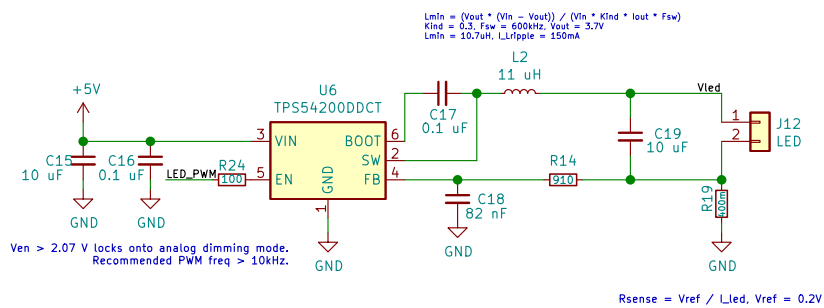 Lmin = (Vout * (Vin - Vout)) / (Vin * Kind * Iout * Fsw)
Kind = 0.3, Fsw = 600kHz, Vout = 3.7V
Lmin = 10.7uH, I_Lripple = 150mA
L2
11 uH
+5V
U6
TPS54200DDCT
C17
0.1 uF
Vled
1
2
J12
LED
3
VIN
BOOT
6
SW
2
5
EN
GND
FB
4
1
C15
10 uF
C16
0.1 uF
LED_PWM
R24
100
C19
10 uF
R14
910
C18
82 nF
R19
400m
GND
GND
GND
GND
GND
Ven > 2.07 V locks onto analog dimming mode.
Recommended PWM freq > 10kHz.
Rsense = Vref / I_led, Vref = 0.2V